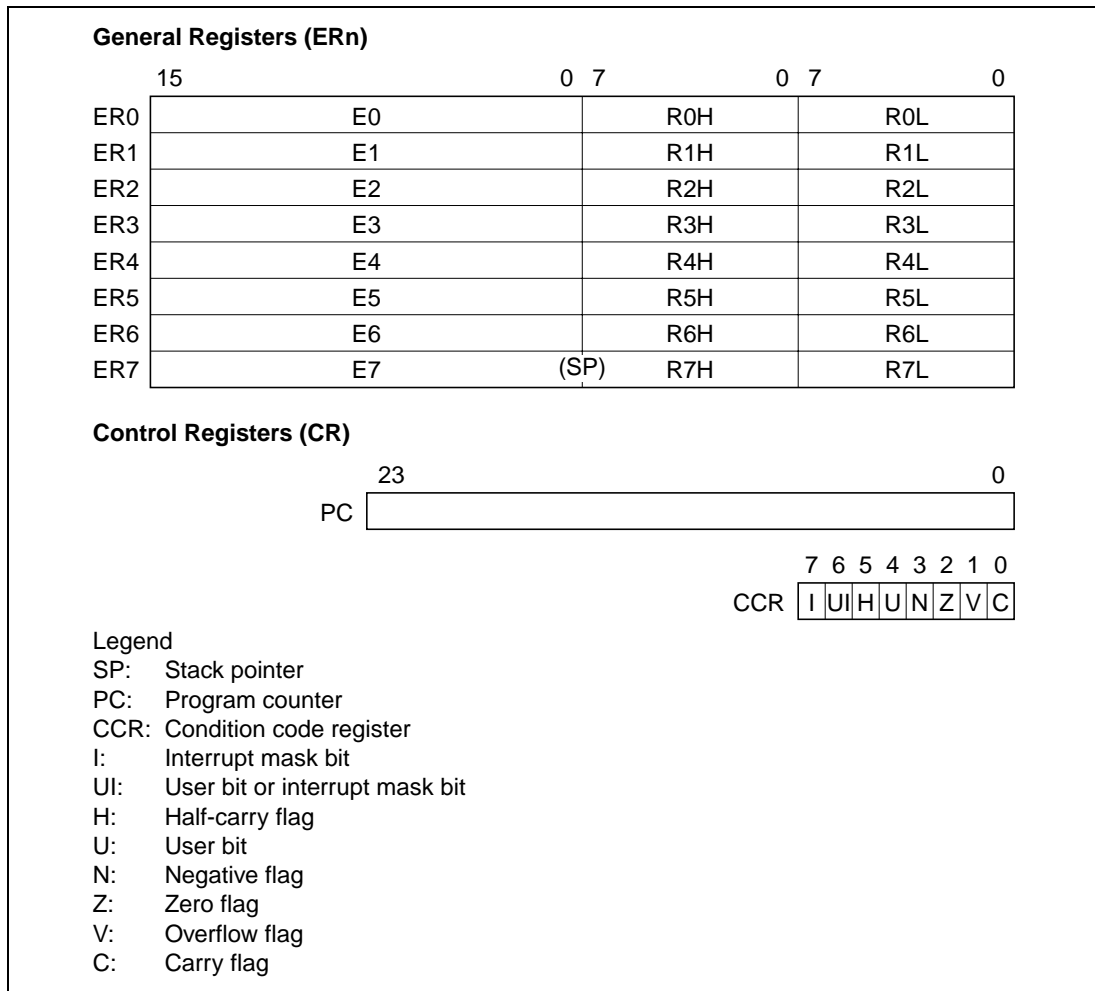 General Registers (ERn)
15 0 7 0 7 0
ER0 E0 R0H R0L
ER1 E1 R1H R1L
ER2 E2 R2H R2L
ER3 E3 R3H R3L
ER4 E4 R4H R4L
ER5 E5 R5H R5L
ER6 E6 R6H R6L
ER7 E7 (SP) R7H R7L
Control Registers (CR)
23 0
PC
7 6 5 4 3 2 1 0
CCR I UI H U N Z V C
Legend
SP: Stack pointer
PC: Program counter
CCR: Condition code register
I: Interrupt mask bit
UI: User bit or interrupt mask bit
H: Half-carry flag
U: User bit
N: Negative flag
Z: Zero flag
V: Overflow flag
C: Carry flag